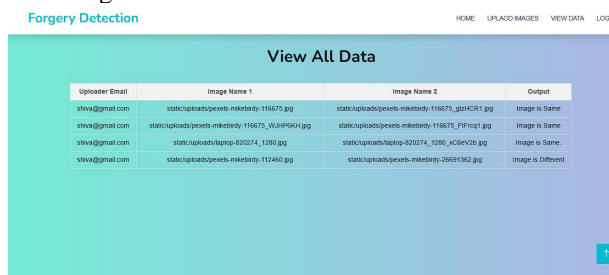 Forgery Detection
HOME UPLAOD IMAGES VIEW DATA LOG
View All Data
Uploader Email Image Name 1 Image Name 2 Output
shiva@gmail.com static/uploads/pexels-mikebirdy-116675.jpg static/uploads/pexels-mikebirdy-116675_gtzHCR1.jpg Image is Same
shiva@gmail.com static/uploads/pexels-mikebirdy-116675_WJHP6KH.jpg static/uploads/pexels-mikebirdy-116675_FtFrcq1.jpg Image is Same
shiva@gmail.com static/uploads/laptop-820274_1280.jpg static/uploads/laptop-820274_1280_xC6eV2b.jpg Image is Same.
shiva@gmail.com static/uploads/pexels-mikebirdy-112460.jpg static/uploads/pexels-mikebirdy-26691362.jpg Image is Different